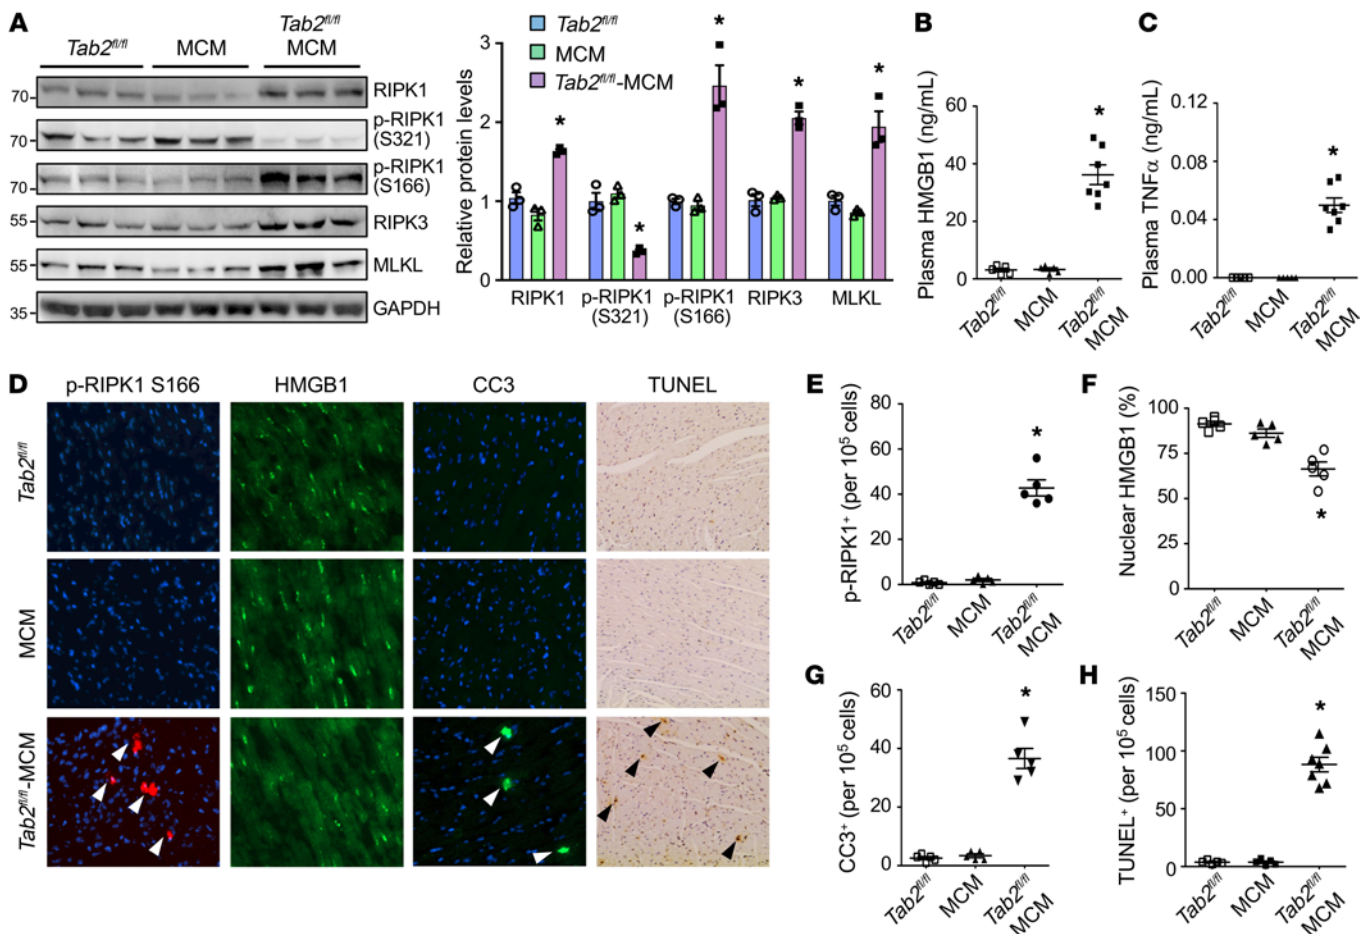 A
Tab2fl/fl
MCM
Tab2fl/fl
MCM
70
RIPK1
70
p-RIPK1
(S321)
70
p-RIPK1
(S166)
55
RIPK3
55
MLKL
35
GAPDH
Relative protein levels
3
2
1
0
Tab2fl/fl
MCM
Tab2fl/fl-MCM
*
*
*
*
*
RIPK1
p-RIPK1
(S321)
p-RIPK1
(S166)
RIPK3
MLKL
B
Plasma HMGB1 (ng/mL)
60
40
20
0
*
Tab2fl/fl
MCM
Tab2fl/fl
MCM
C
Plasma TNFα (ng/mL)
0.12
0.08
0.04
0.00
*
Tab2fl/fl
MCM
Tab2fl/fl
MCM
D
p-RIPK1 S166
HMGB1
CC3
TUNEL
Tab2fl/fl
MCM
Tab2fl/fl-MCM
E
p-RIPK1+ (per 10^5 cells)
80
60
40
20
0
*
Tab2fl/fl
MCM
Tab2fl/fl
MCM
F
Nuclear HMGB1 (%)
100
75
50
25
0
*
Tab2fl/fl
MCM
Tab2fl/fl
MCM
G
CC3+ (per 10^5 cells)
60
40
20
0
*
Tab2fl/fl
MCM
Tab2fl/fl
MCM
H
TUNEL+ (per 10^5 cells)
150
100
50
0
*
Tab2fl/fl
MCM
Tab2fl/fl
MCM